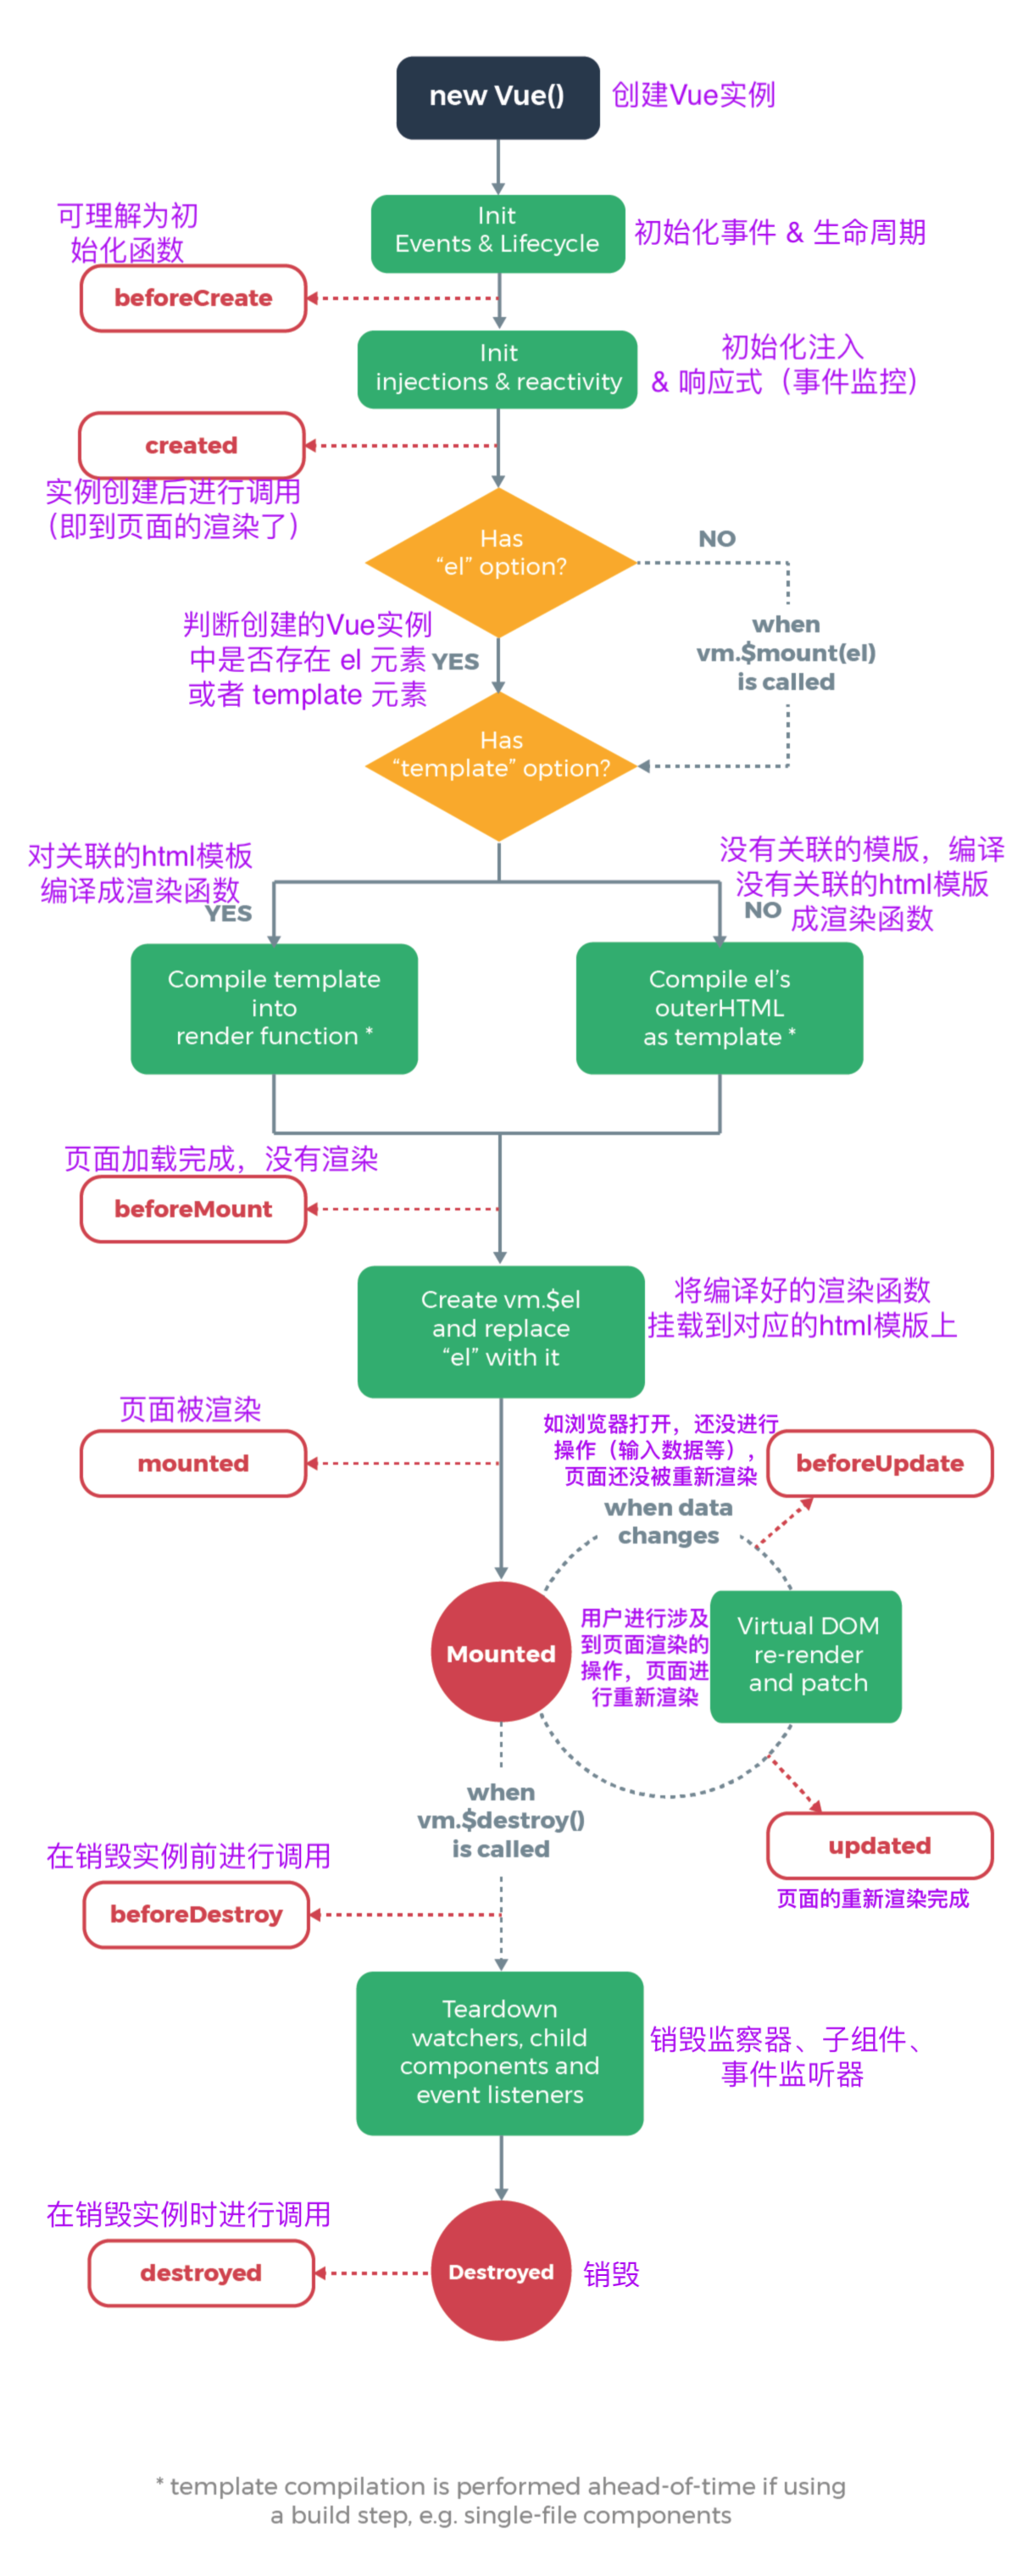 new Vue()
创建Vue实例
Init
Events & Lifecycle
初始化事件 & 生命周期
可理解为初
始化函数
beforeCreate
Init
injections & reactivity
初始化注入
& 响应式（事件监控）
created
实例创建后进行调用
（即到页面的渲染了）
Has
“el” option?
NO
判断创建的Vue实例
中是否存在 el 元素
或者 template 元素
YES
when
vm.$mount(el)
is called
Has
“template” option?
对关联的html模板
编译成渲染函数
YES
没有关联的模版，编译
没有关联的html模版
成渲染函数
NO
Compile template
into
render function *
Compile el’s
outerHTML
as template *
页面加载完成，没有渲染
beforeMount
Create vm.$el
and replace
“el” with it
将编译好的渲染函数
挂载到对应的html模版上
页面被渲染
mounted
如浏览器打开，还没进行
操作（输入数据等），
页面还没被重新渲染
beforeUpdate
when data
changes
Mounted
用户进行涉及
到页面渲染的
操作，页面进
行重新渲染
Virtual DOM
re-render
and patch
when
vm.$destroy()
is called
updated
页面的重新渲染完成
在销毁实例前进行调用
beforeDestroy
Teardown
watchers, child
components and
event listeners
销毁监察器、子组件、
事件监听器
在销毁实例时进行调用
destroyed
Destroyed
销毁
* template compilation is performed ahead-of-time if using
a build step, e.g. single-file components